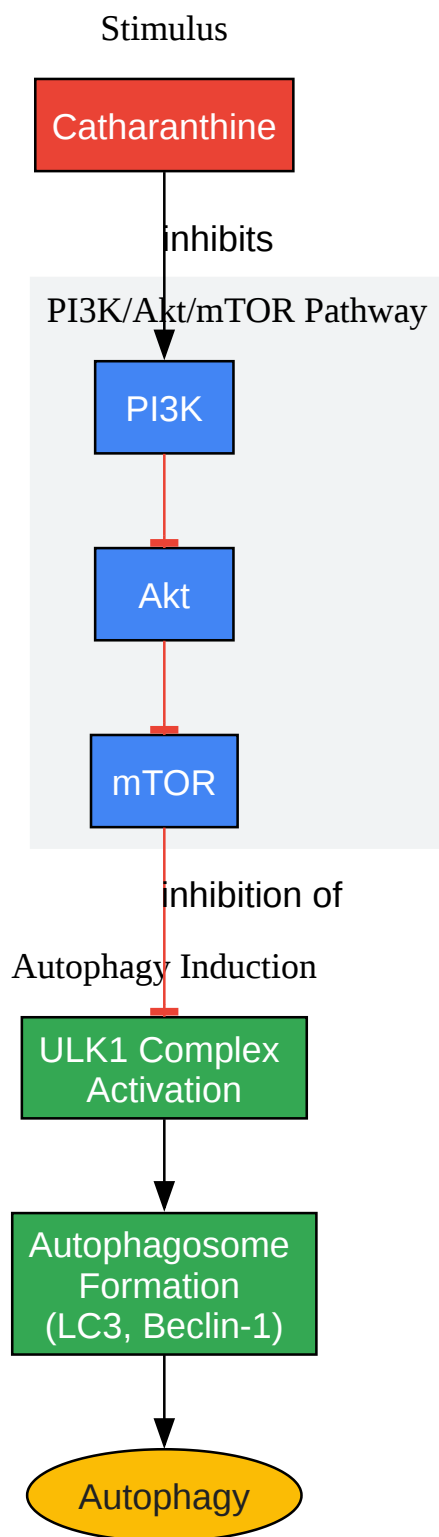 Stimulus
Catharanthine
inhibits
PI3K/Akt/mTOR Pathway
PI3K
Akt
mTOR
inhibition of
Autophagy Induction
ULK1 Complex
Activation
Autophagosome
Formation
(LC3, Beclin-1)
Autophagy